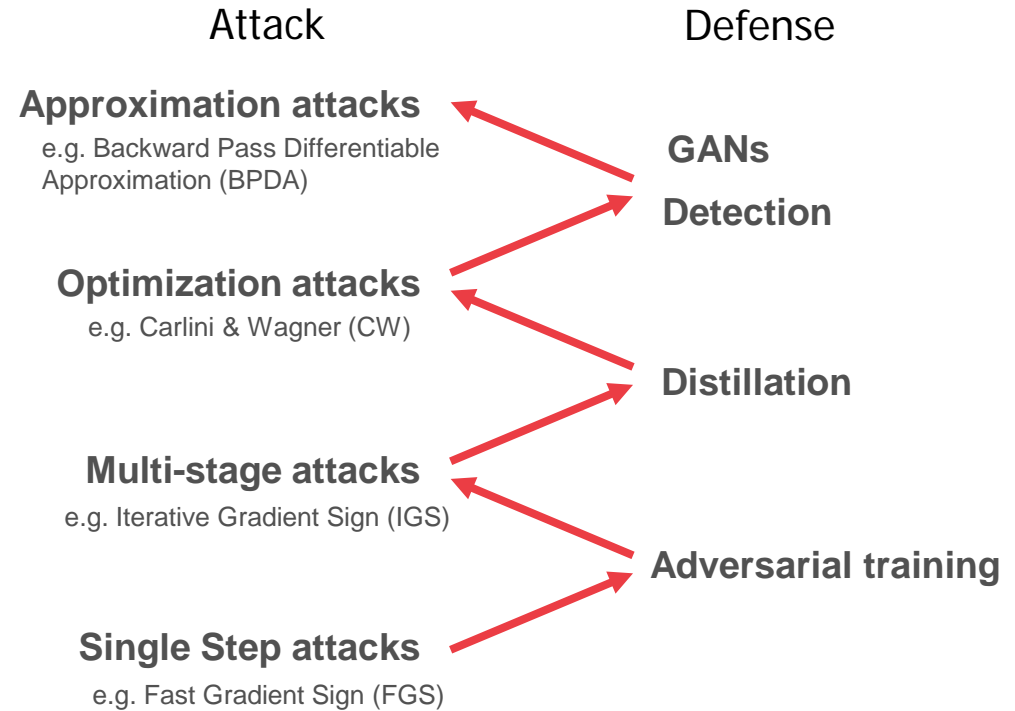 Attack
Defense
Approximation attacks
e.g. Backward Pass Differentiable
Approximation (BPDA)
GANs
Detection
Optimization attacks
e.g. Carlini & Wagner (CW)
Distillation
Multi-stage attacks
e.g. Iterative Gradient Sign (IGS)
Adversarial training
Single Step attacks
e.g. Fast Gradient Sign (FGS)